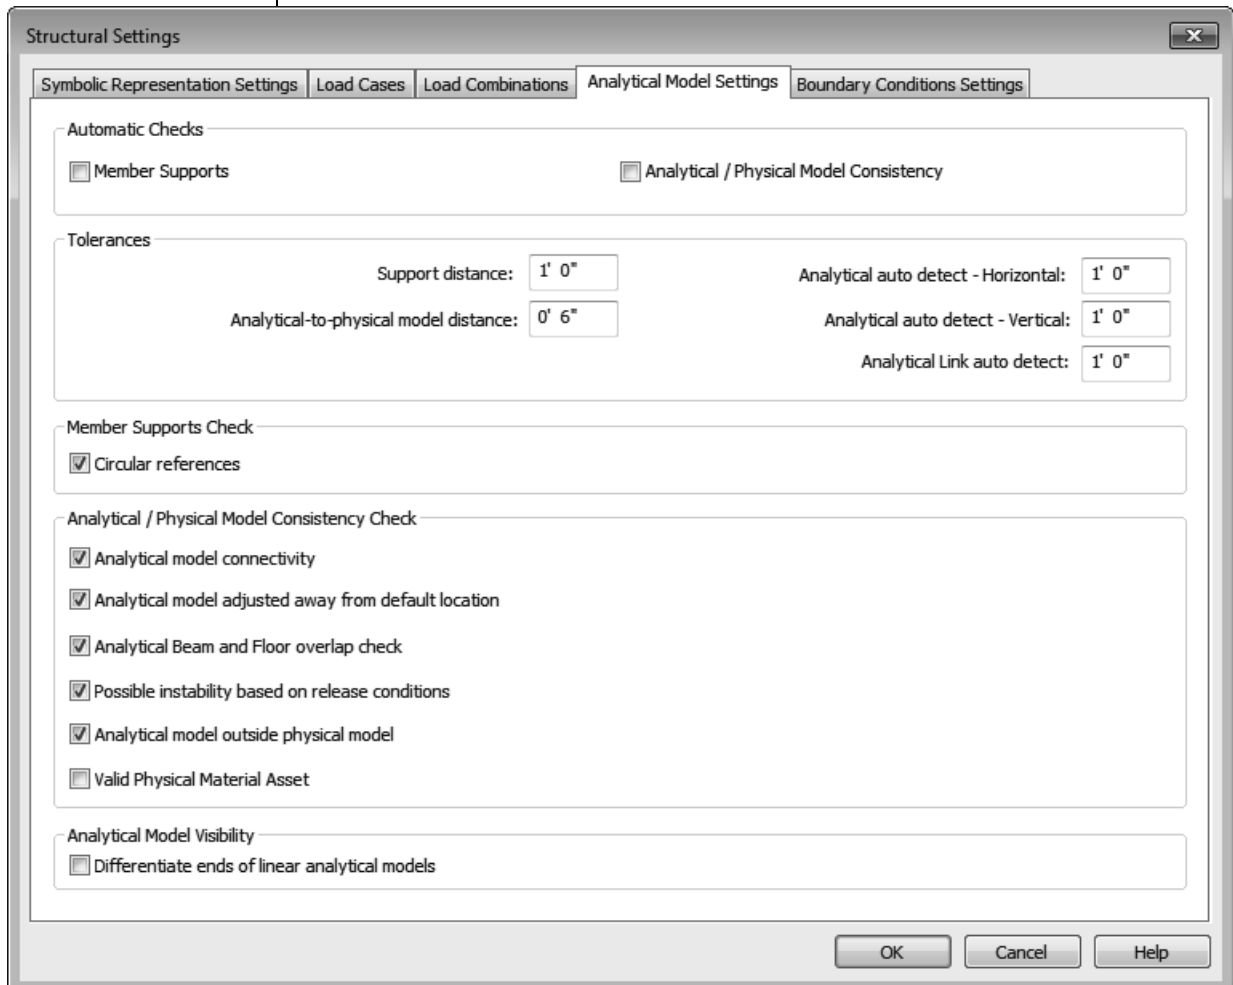 Structural Settings
Symbolic Representation Settings Load Cases Load Combinations Analytical Model Settings Boundary Conditions Settings
Automatic Checks
Member Supports Analytical / Physical Model Consistency
Tolerances
Support distance: 1' 0" Analytical auto detect - Horizontal: 1' 0"
Analytical-to-physical model distance: 0' 6" Analytical auto detect - Vertical: 1' 0"
Analytical Link auto detect: 1' 0"
Member Supports Check
Circular references
Analytical / Physical Model Consistency Check
Analytical model connectivity
Analytical model adjusted away from default location
Analytical Beam and Floor overlap check
Possible instability based on release conditions
Analytical model outside physical model
Valid Physical Material Asset
Analytical Model Visibility
Differentiate ends of linear analytical models
OK Cancel Help